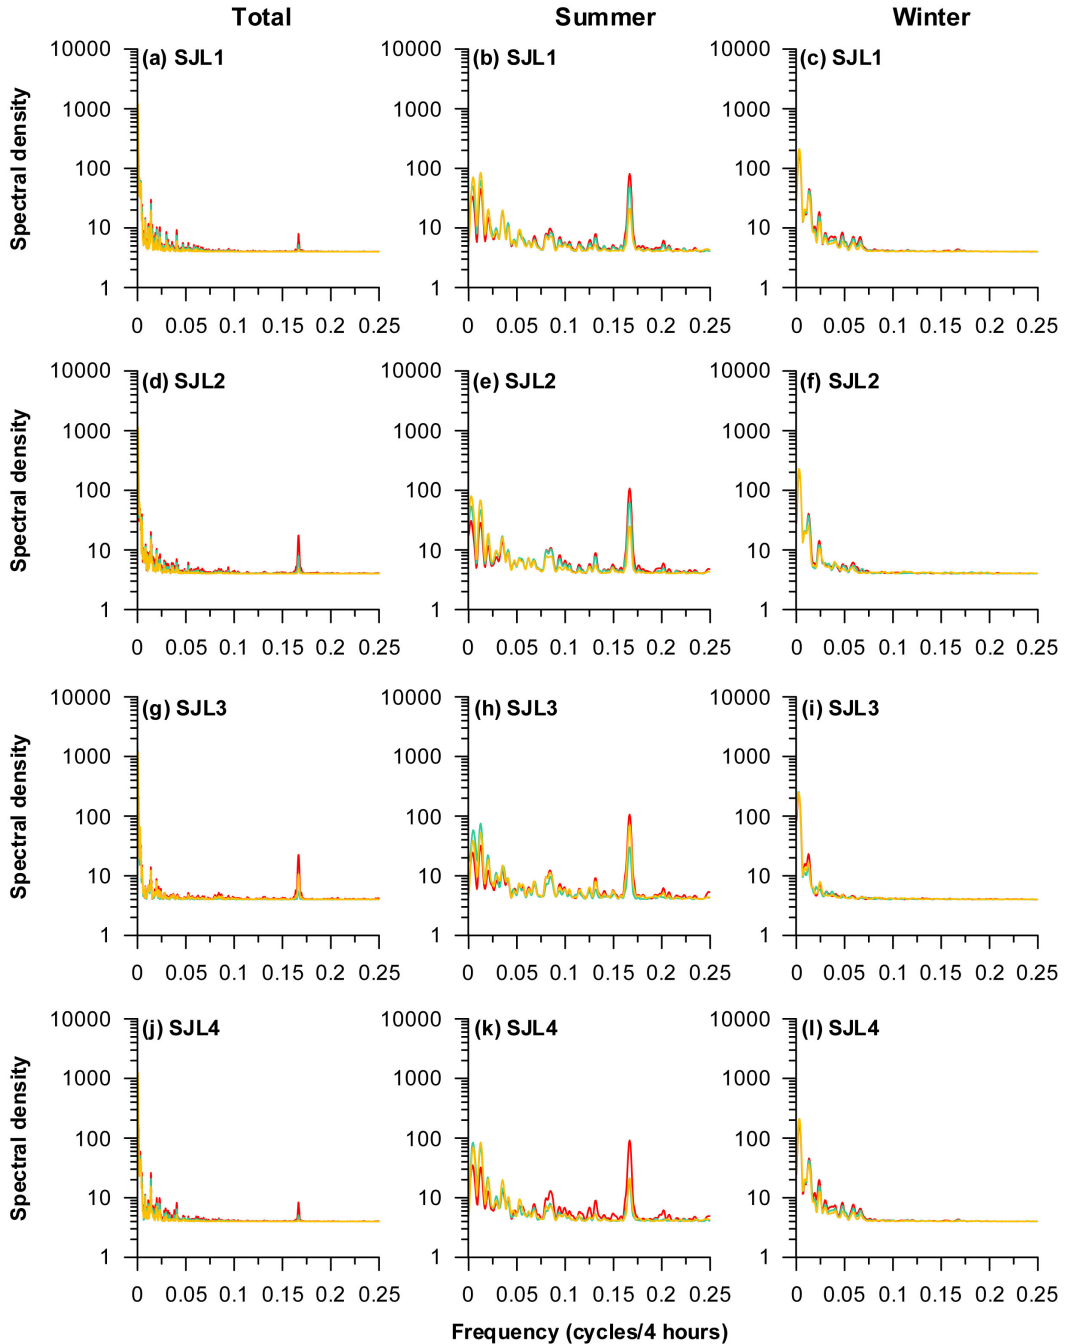 Total Summer Winter
10000 (a) SJL1 10000 (b) SJL1 10000 (c) SJL1
1000 1000 1000
100 100 100
10 10 10
1 1 1
Spectral density
0 0.05 0.1 0.15 0.2 0.25 0 0.05 0.1 0.15 0.2 0.25 0 0.05 0.1 0.15 0.2 0.25
10000 (d) SJL2 10000 (e) SJL2 10000 (f) SJL2
1000 1000 1000
100 100 100
10 10 10
1 1 1
Spectral density
0 0.05 0.1 0.15 0.2 0.25 0 0.05 0.1 0.15 0.2 0.25 0 0.05 0.1 0.15 0.2 0.25
10000 (g) SJL3 10000 (h) SJL3 10000 (i) SJL3
1000 1000 1000
100 100 100
10 10 10
1 1 1
Spectral density
0 0.05 0.1 0.15 0.2 0.25 0 0.05 0.1 0.15 0.2 0.25 0 0.05 0.1 0.15 0.2 0.25
10000 (j) SJL4 10000 (k) SJL4 10000 (l) SJL4
1000 1000 1000
100 100 100
10 10 10
1 1 1
Spectral density
0 0.05 0.1 0.15 0.2 0.25 0 0.05 0.1 0.15 0.2 0.25 0 0.05 0.1 0.15 0.2 0.25
Frequency (cycles/4 hours)